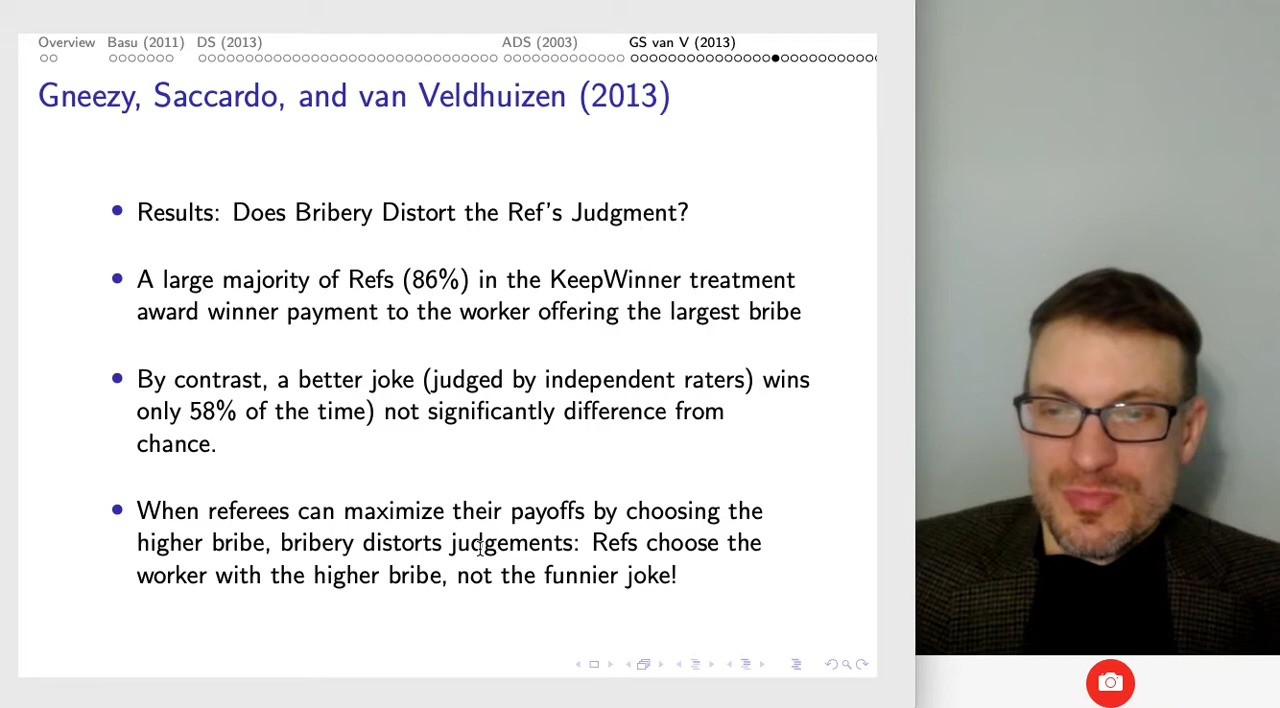 Overview Basu (2011) DS (2013) ADS (2003) GS van V (2013)
Gneezy, Saccardo, and van Veldhuizen (2013)
Results: Does Bribery Distort the Ref's Judgment?
A large majority of Refs (86%) in the KeepWinner treatment
award winner payment to the worker offering the largest bribe
By contrast, a better joke (judged by independent raters) wins
only 58% of the time) not significantly difference from
chance.
When referees can maximize their payoffs by choosing the
higher bribe, bribery distorts judgements: Refs choose the
worker with the higher bribe, not the funnier joke!